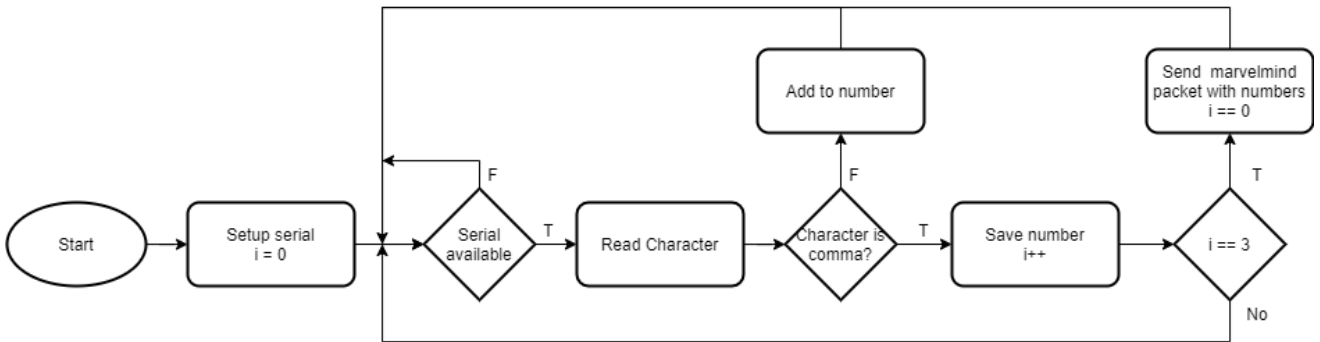 Start
Setup serial
i = 0
Serial
available
F
T
Read Character
Character is
comma?
F
Add to number
T
Save number
i++
i == 3
T
Send marvelmind
packet with numbers
i == 0
No